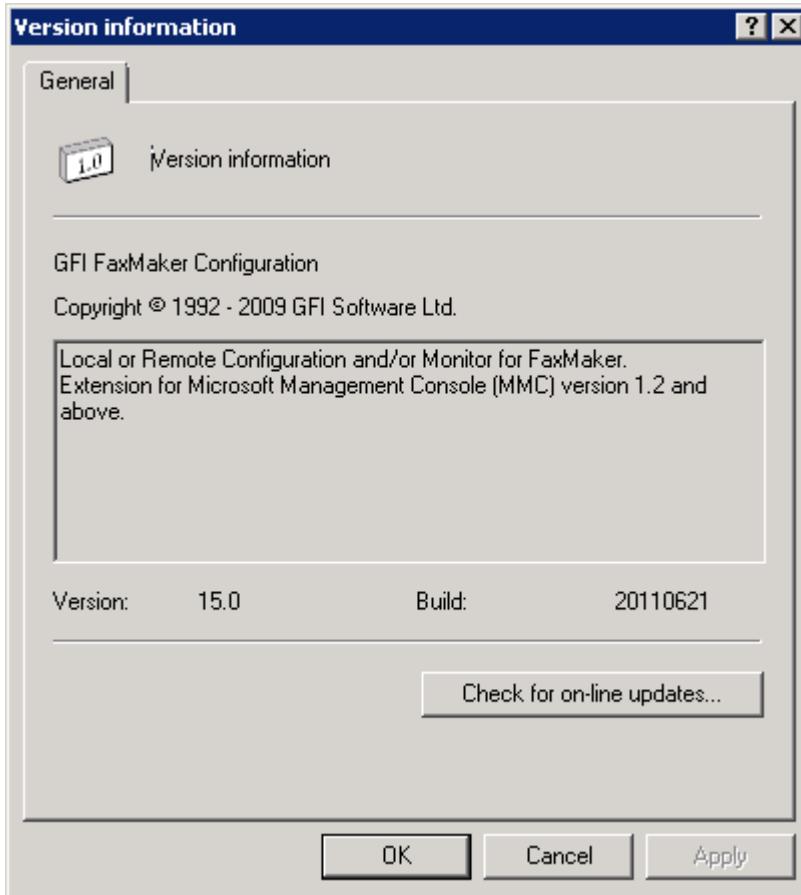 Version information
General
1.0
Version information
GFI FaxMaker Configuration
Copyright © 1992 - 2009 GFI Software Ltd.
Local or Remote Configuration and/or Monitor for FaxMaker.
Extension for Microsoft Management Console (MMC) version 1.2 and
above.
Version: 15.0 Build: 20110621
Check for on-line updates...
OK Cancel Apply